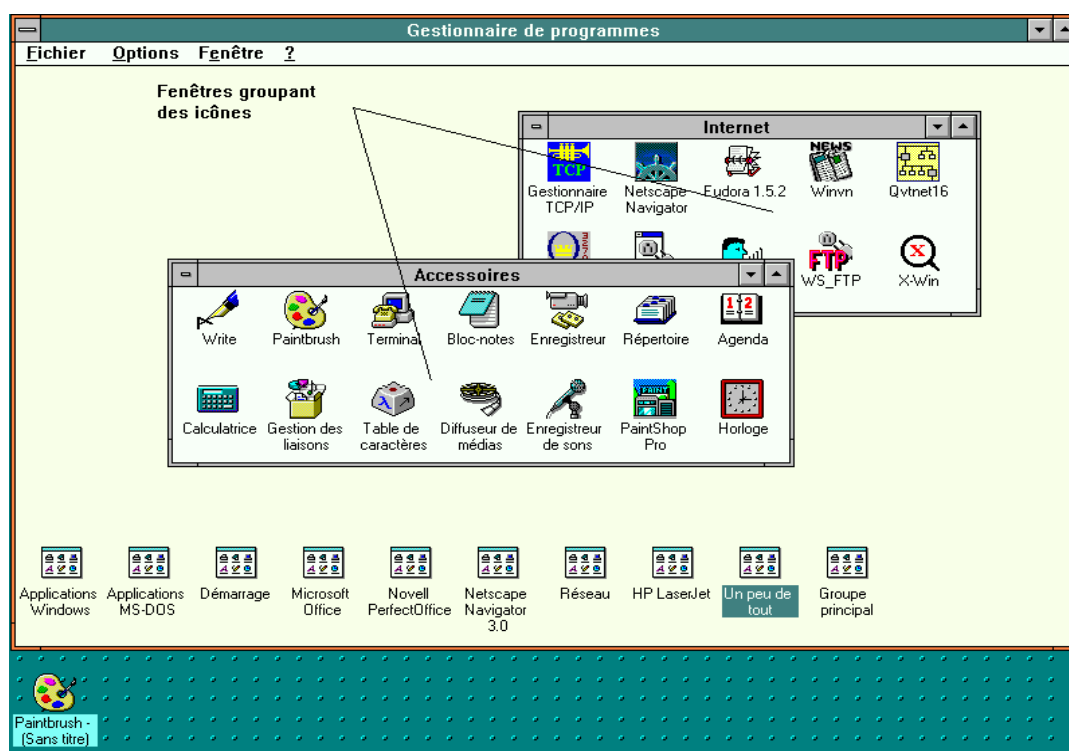 Gestionnaire de programmes
Fichier Options Fenêtre ?
Fenêtres groupant
des icônes
Internet
TCP
NEWS
Gestionnaire Netscape Eudora 1.5.2 Winvn Qvtnet16
TCP/IP Navigator
FTP X
WS_FTP X-Win
Accessoires
1 2
Write Paintbrush Terminal Bloc-notes Enregistreur Répertoire Agenda
λ PAINT
Calculatrice Gestion des Table de Diffuseur de Enregistreur PaintShop Horloge
liaisons caractères médias de sons Pro
Applications Applications Démarrage Microsoft Novell Netscape Réseau HP LaserJet Un peu de Groupe
Windows MS-DOS Office PerfectOffice Navigator tout principal
3.0
Paintbrush -
(Sans titre)